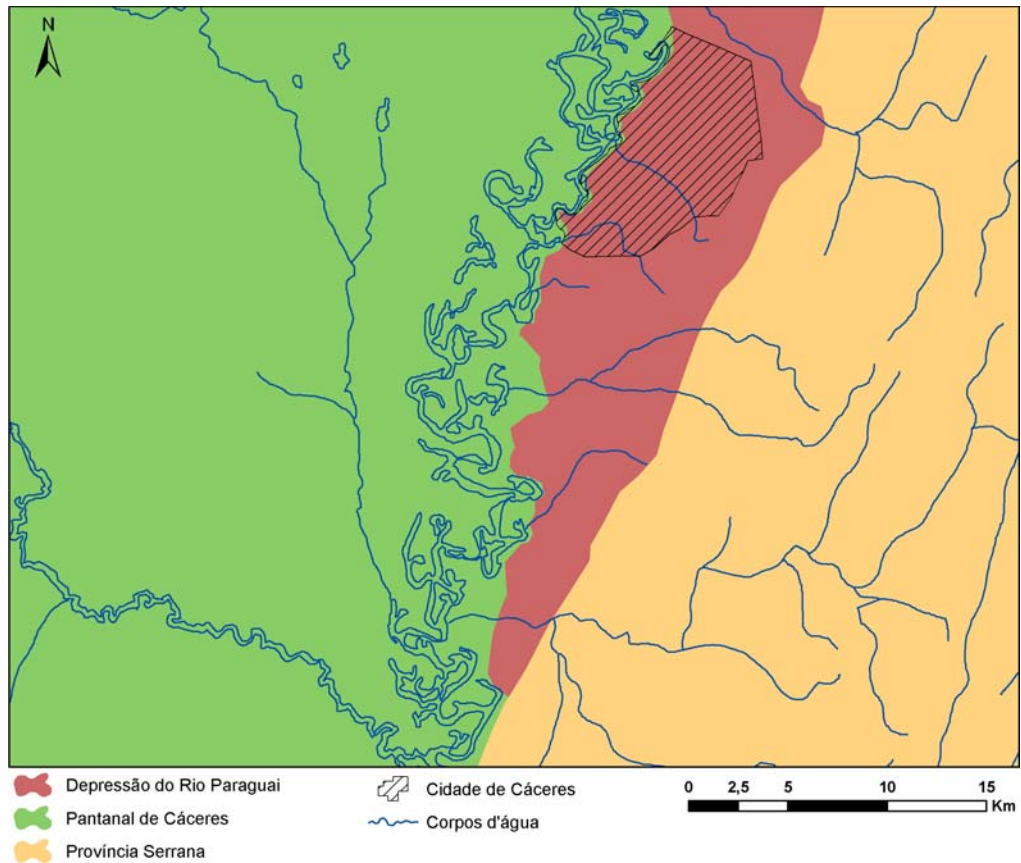 N
Depressão do Rio Paraguai
Pantanal de Cáceres
Província Serrana
Cidade de Cáceres
Corpos d'água
0 2,5 5 10 15
Km